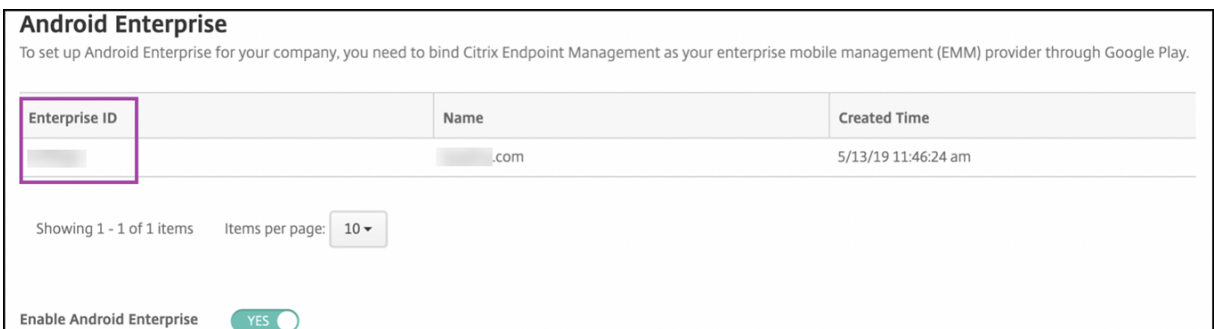 Android Enterprise
To set up Android Enterprise for your company, you need to bind Citrix Endpoint Management as your enterprise mobile management (EMM) provider through Google Play.
Enterprise ID Name Created Time
.com 5/13/19 11:46:24 am
Showing 1 - 1 of 1 items Items per page: 10
Enable Android Enterprise YES